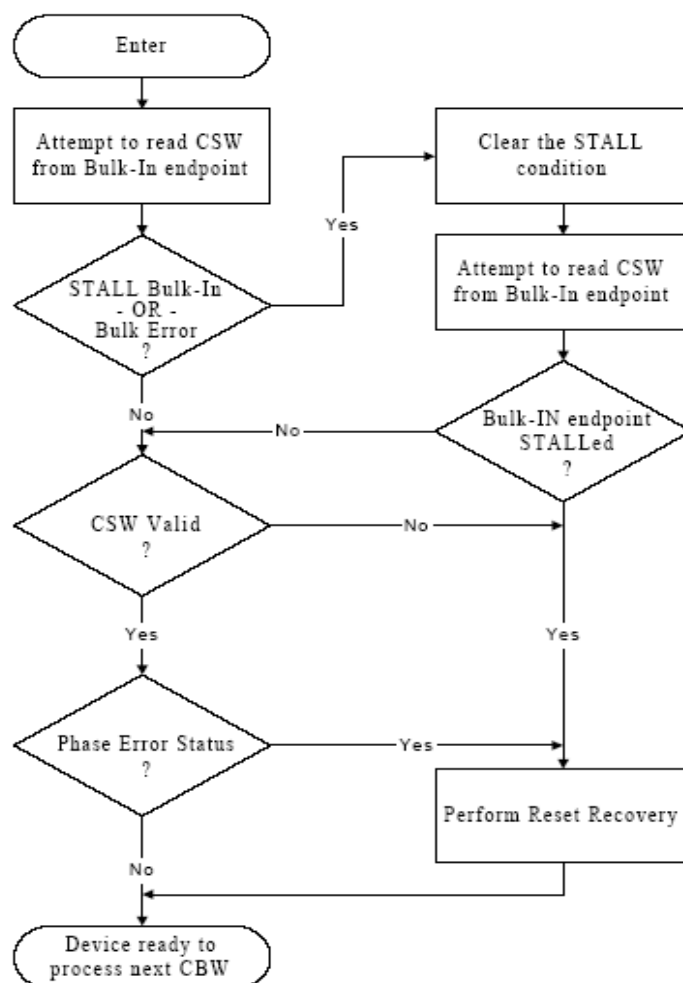 Enter
Attempt to read CSW
from Bulk-In endpoint
Clear the STALL
condition
Yes
Attempt to read CSW
from Bulk-In endpoint
STALL Bulk-In
- OR -
Bulk Error
?
No
Bulk-IN endpoint
STALLed
?
No
CSW Valid
?
No
Yes
Yes
Phase Error Status
?
Yes
Perform Reset Recovery
No
Device ready to
process next CBW